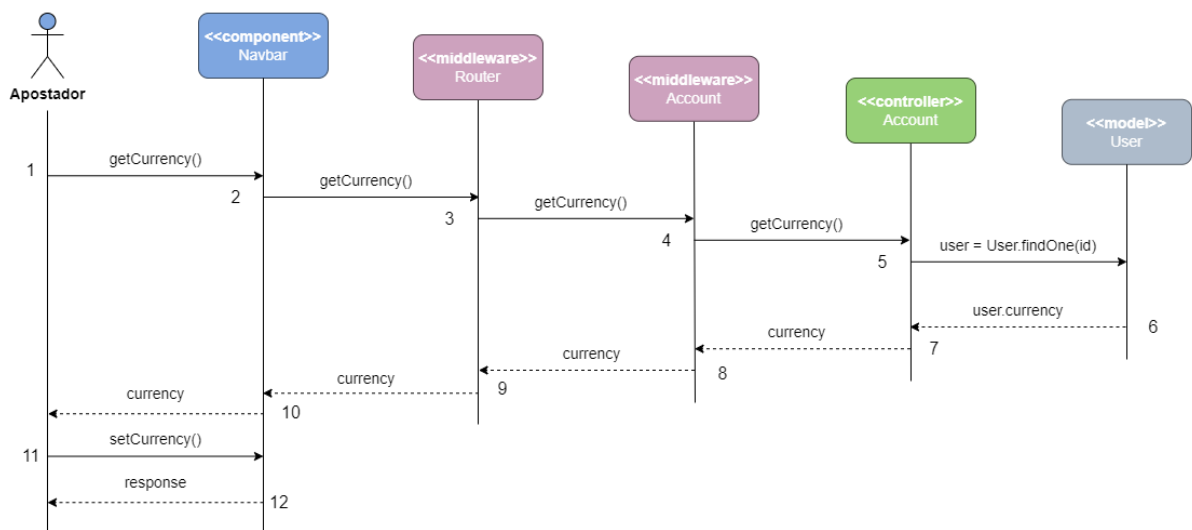 <<component>>
Navbar
<<middleware>>
Router
<<middleware>>
Account
<<controller>>
Account
<<model>>
User
Apostador
1
getCurrency()
2
getCurrency()
3
getCurrency()
4
getCurrency()
5
user = User.findOne(id)
user.currency
6
currency
7
currency
8
currency
9
currency
10
11
setCurrency()
response
12